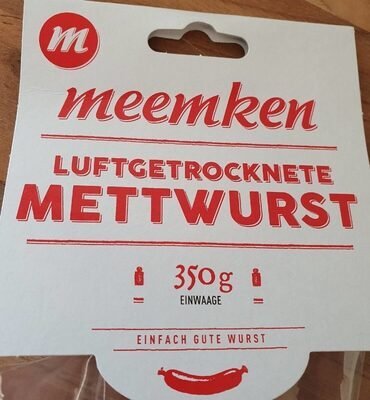 m
meemken
LUFTGETROCKNETE
METTWURST
350g
EINWAAGE
EINFACH GUTE WURST